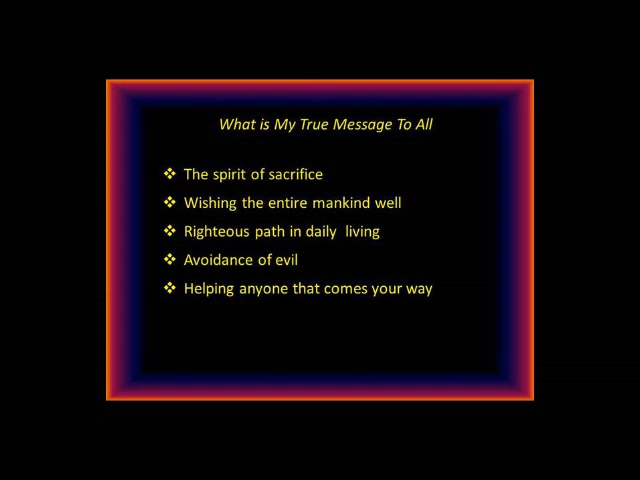 What is My True Message To All
❖ The spirit of sacrifice
❖ Wishing the entire mankind well
❖ Righteous path in daily  living
❖ Avoidance of evil
❖ Helping anyone that comes your way